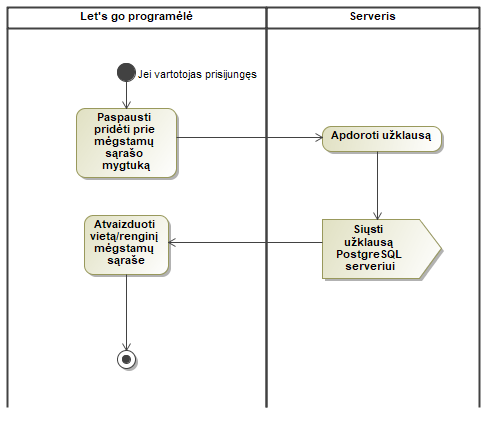 Let's go programėlė
Serveris
Jei vartotojas prisijungęs
Paspausti
pridėti prie
mėgstamų
sąrašo
mygtuką
Apdoroti užklausą
Atvaizduoti
vietą/renginį
mėgstamų
sąraše
Siųsti
užklausą
PostgreSQL
serveriui